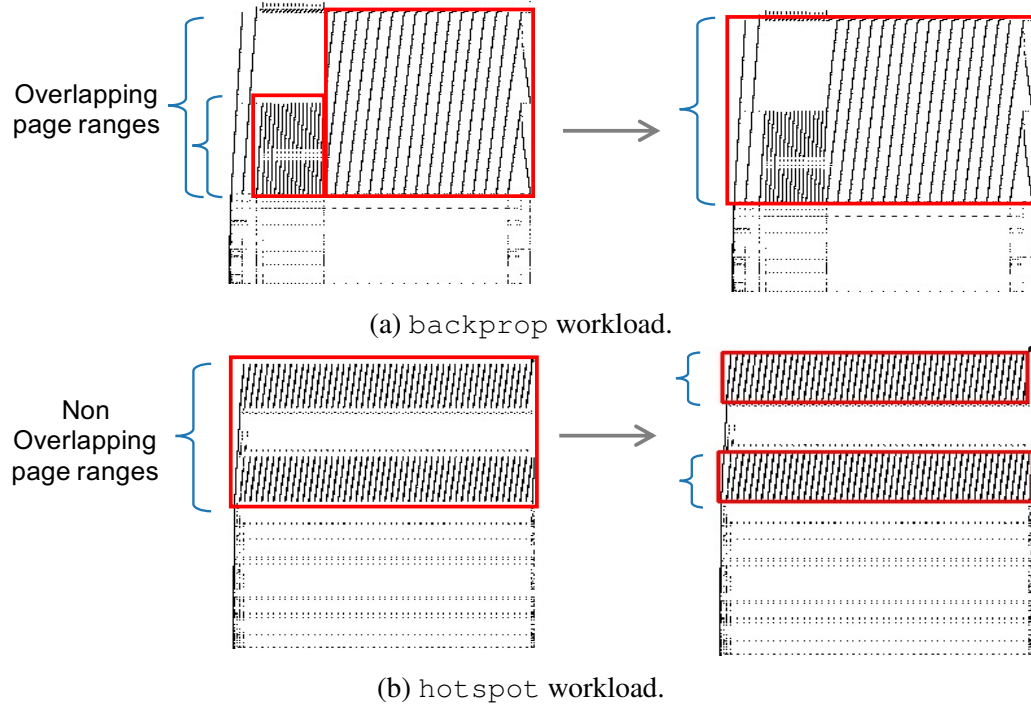 Overlapping
page ranges
(a) backprop workload.
Non
Overlapping
page ranges
(b) hotspot workload.